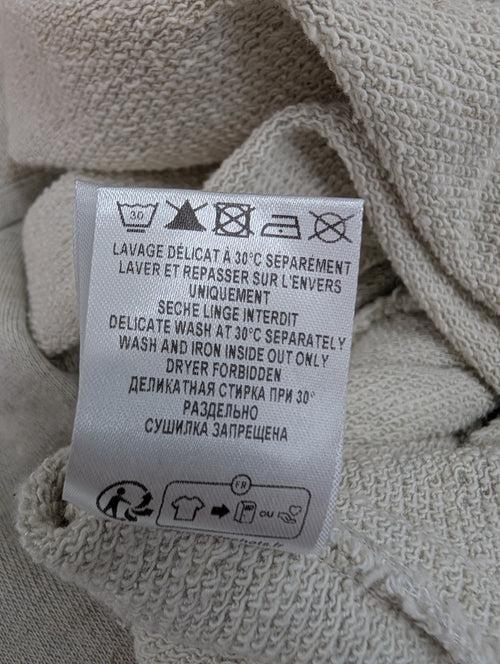 30
LAVAGE DÉLICAT À 30°C SEPARÉMENT
LAVER ET REPASSER SUR L'ENVERS
UNIQUEMENT
SECHE LINGE INTERDIT
DELICATE WASH AT 30°C SEPARATELY
WASH AND IRON INSIDE OUT ONLY
DRYER FORBIDDEN
ДЕЛИКАТНАЯ СТИРКА ПРИ 30°
РАЗДЕЛЬНО
СУШИЛКА ЗАПРЕЩЕНА
FR
OU